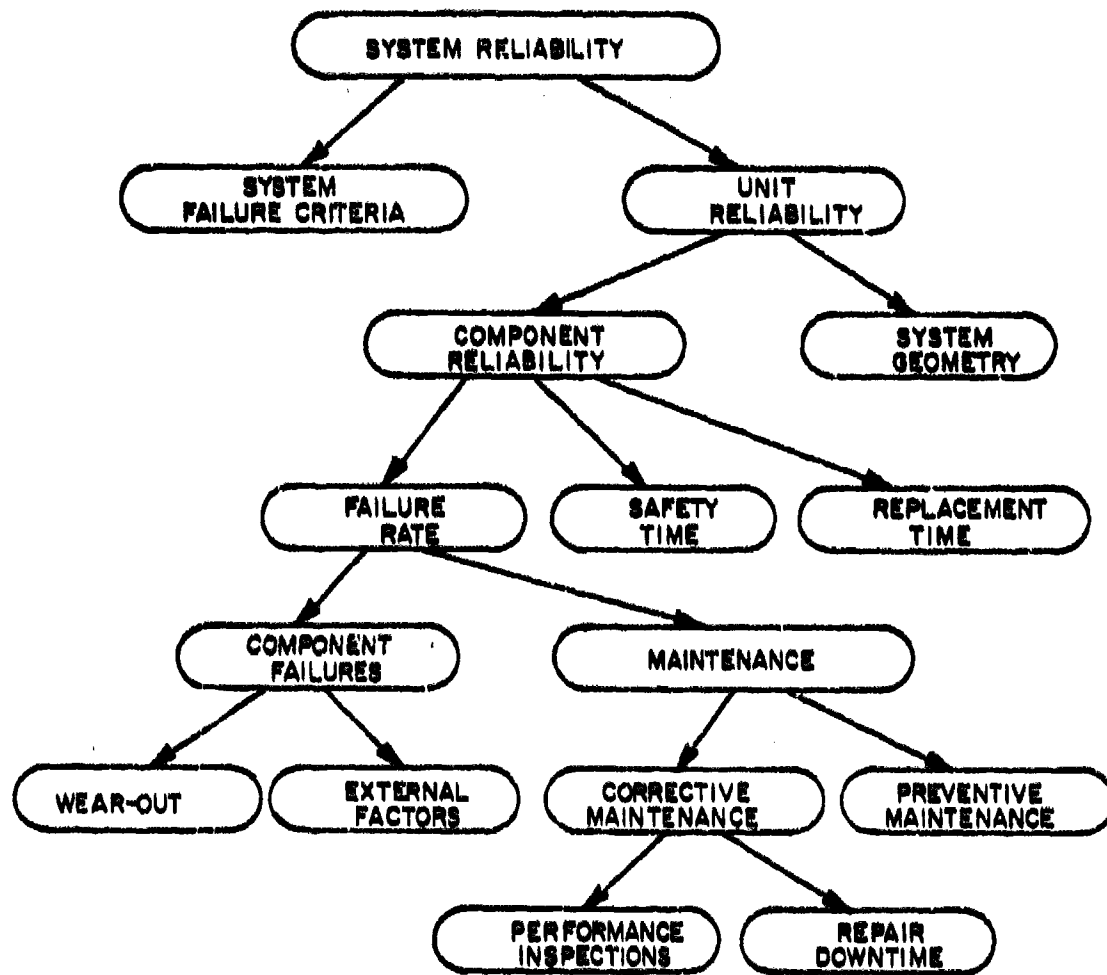 SYSTEM RELIABILITY
SYSTEM
FAILURE CRITERIA
UNIT
RELIABILITY
COMPONENT
RELIABILITY
SYSTEM
GEOMETRY
FAILURE
RATE
SAFETY
TIME
REPLACEMENT
TIME
COMPONENT
FAILURES
MAINTENANCE
WEAR-OUT
EXTERNAL
FACTORS
CORRECTIVE
MAINTENANCE
PREVENTIVE
MAINTENANCE
PERFORMANCE
INSPECTIONS
REPAIR
DOWNTIME